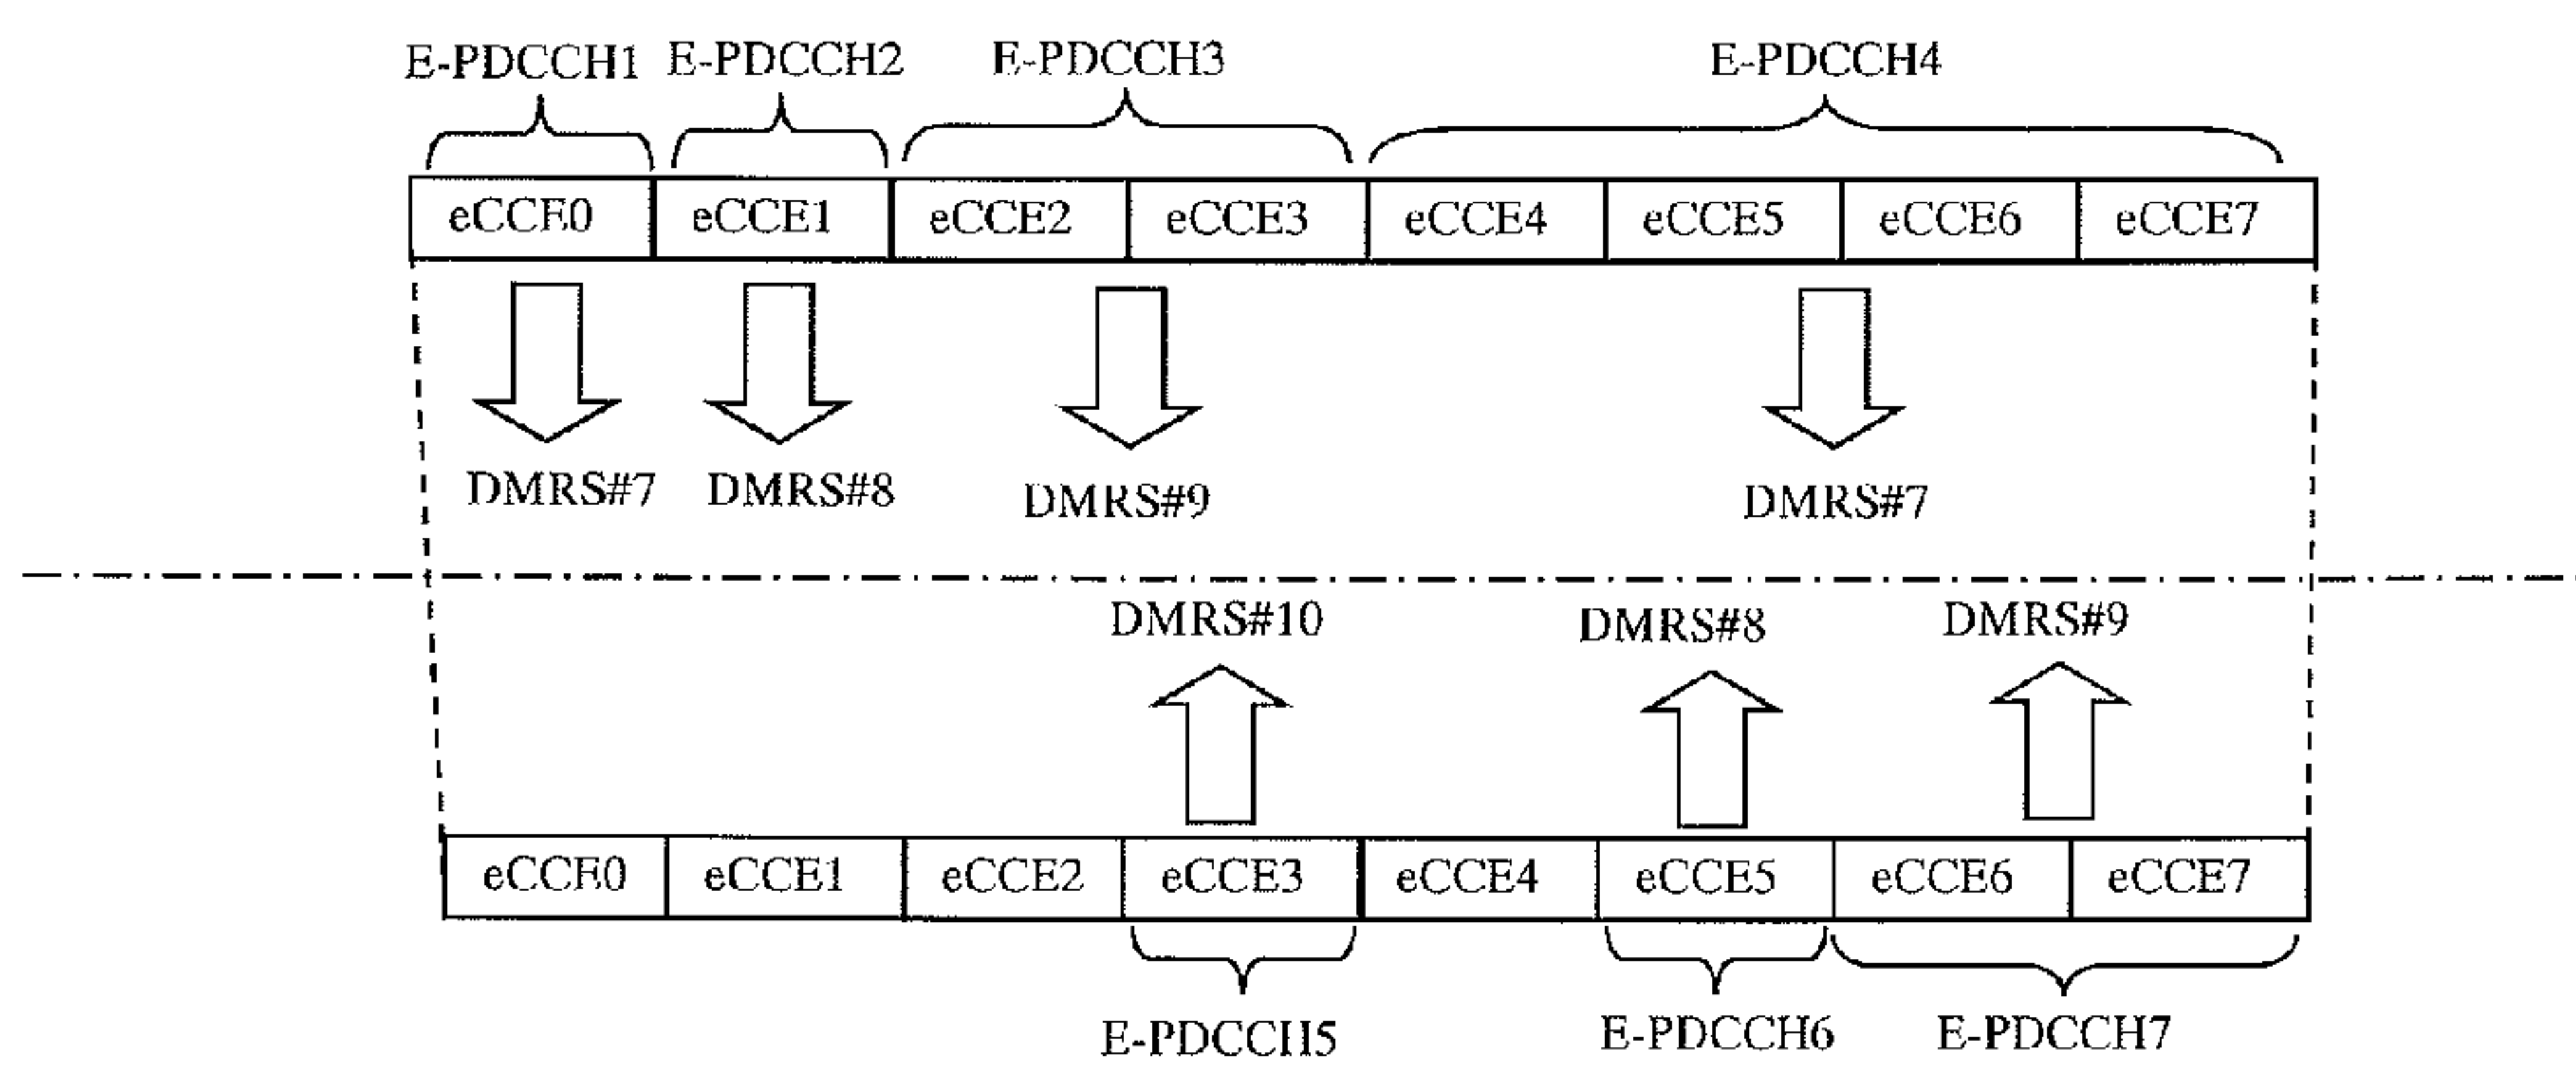 E-PDCCH1 E-PDCCH2 E-PDCCH3 E-PDCCH4
eCCE0 eCCE1 eCCE2 eCCE3 eCCE4 eCCE5 eCCE6 eCCE7
DMRS#7 DMRS#8 DMRS#9 DMRS#7
DMRS#10 DMRS#8 DMRS#9
eCCE0 eCCE1 eCCE2 eCCE3 eCCE4 eCCE5 eCCE6 eCCE7
E-PDCCH5 E-PDCCH6 E-PDCCH7